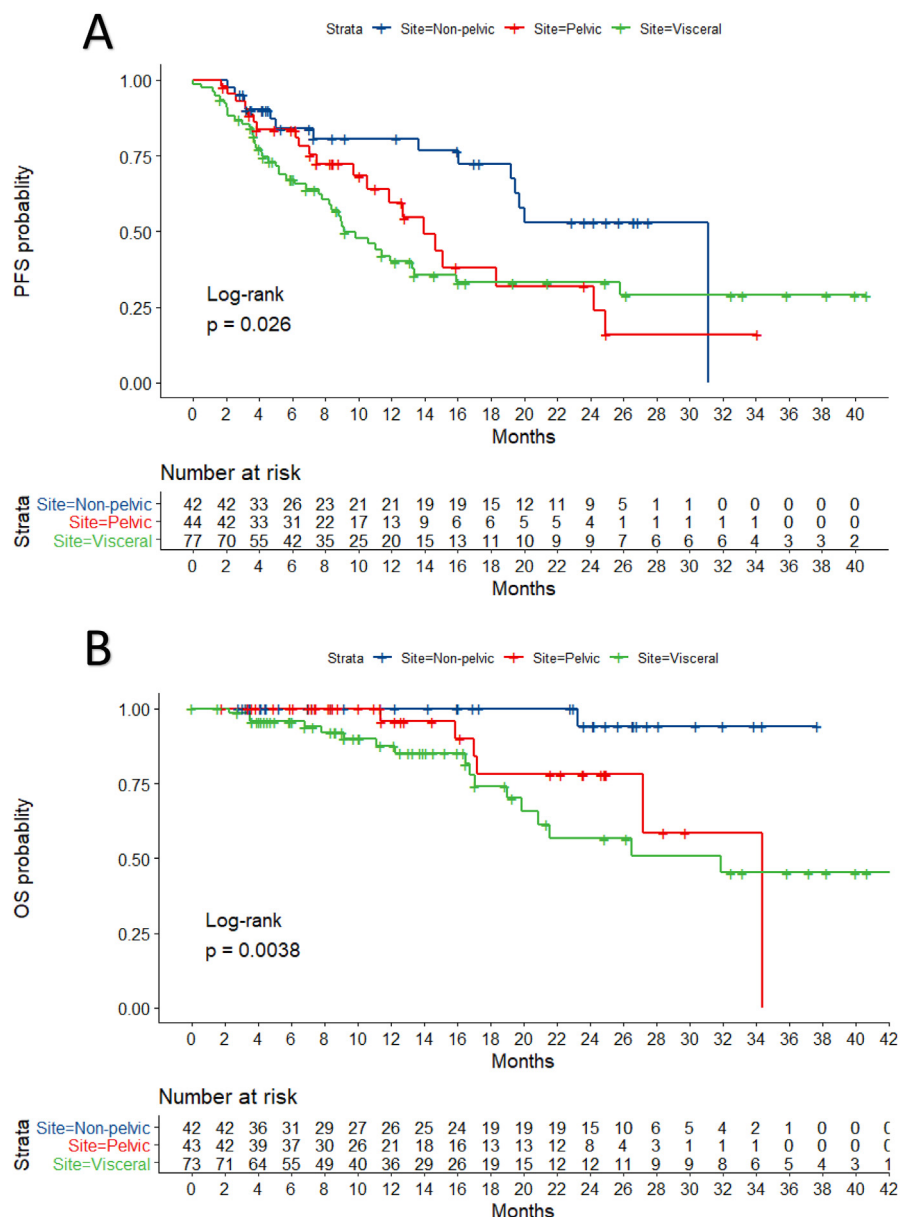 A
Strata Site=Non-pelvic Site=Pelvic Site=Visceral
1.00
0.75
0.50
0.25
0.00
PFS probablity
Log-rank
p = 0.026
0 2 4 6 8 10 12 14 16 18 20 22 24 26 28 30 32 34 36 38 40
Months
Number at risk
Strata
Site=Non-pelvic 42 42 33 26 23 21 21 19 19 15 12 11 9 5 1 1 0 0 0 0 0
Site=Pelvic 44 42 33 31 22 17 13 9 6 6 5 5 4 1 1 1 1 1 0 0 0
Site=Visceral 77 70 55 42 35 25 20 15 13 11 10 9 9 7 6 6 6 4 3 3 2
0 2 4 6 8 10 12 14 16 18 20 22 24 26 28 30 32 34 36 38 40
Months
B
Strata Site=Non-pelvic Site=Pelvic Site=Visceral
1.00
0.75
0.50
0.25
0.00
OS probablity
Log-rank
p = 0.0038
0 2 4 6 8 10 12 14 16 18 20 22 24 26 28 30 32 34 36 38 40 42
Months
Number at risk
Strata
Site=Non-pelvic 42 42 36 31 29 27 26 25 24 19 19 19 15 10 6 5 4 2 1 0 0
Site=Pelvic 43 42 39 37 30 26 21 18 16 13 13 12 8 4 3 1 1 1 0 0 0
Site=Visceral 73 71 64 55 49 40 36 29 26 19 15 12 12 11 9 9 8 6 5 4 3 1
0 2 4 6 8 10 12 14 16 18 20 22 24 26 28 30 32 34 36 38 40 42
Months